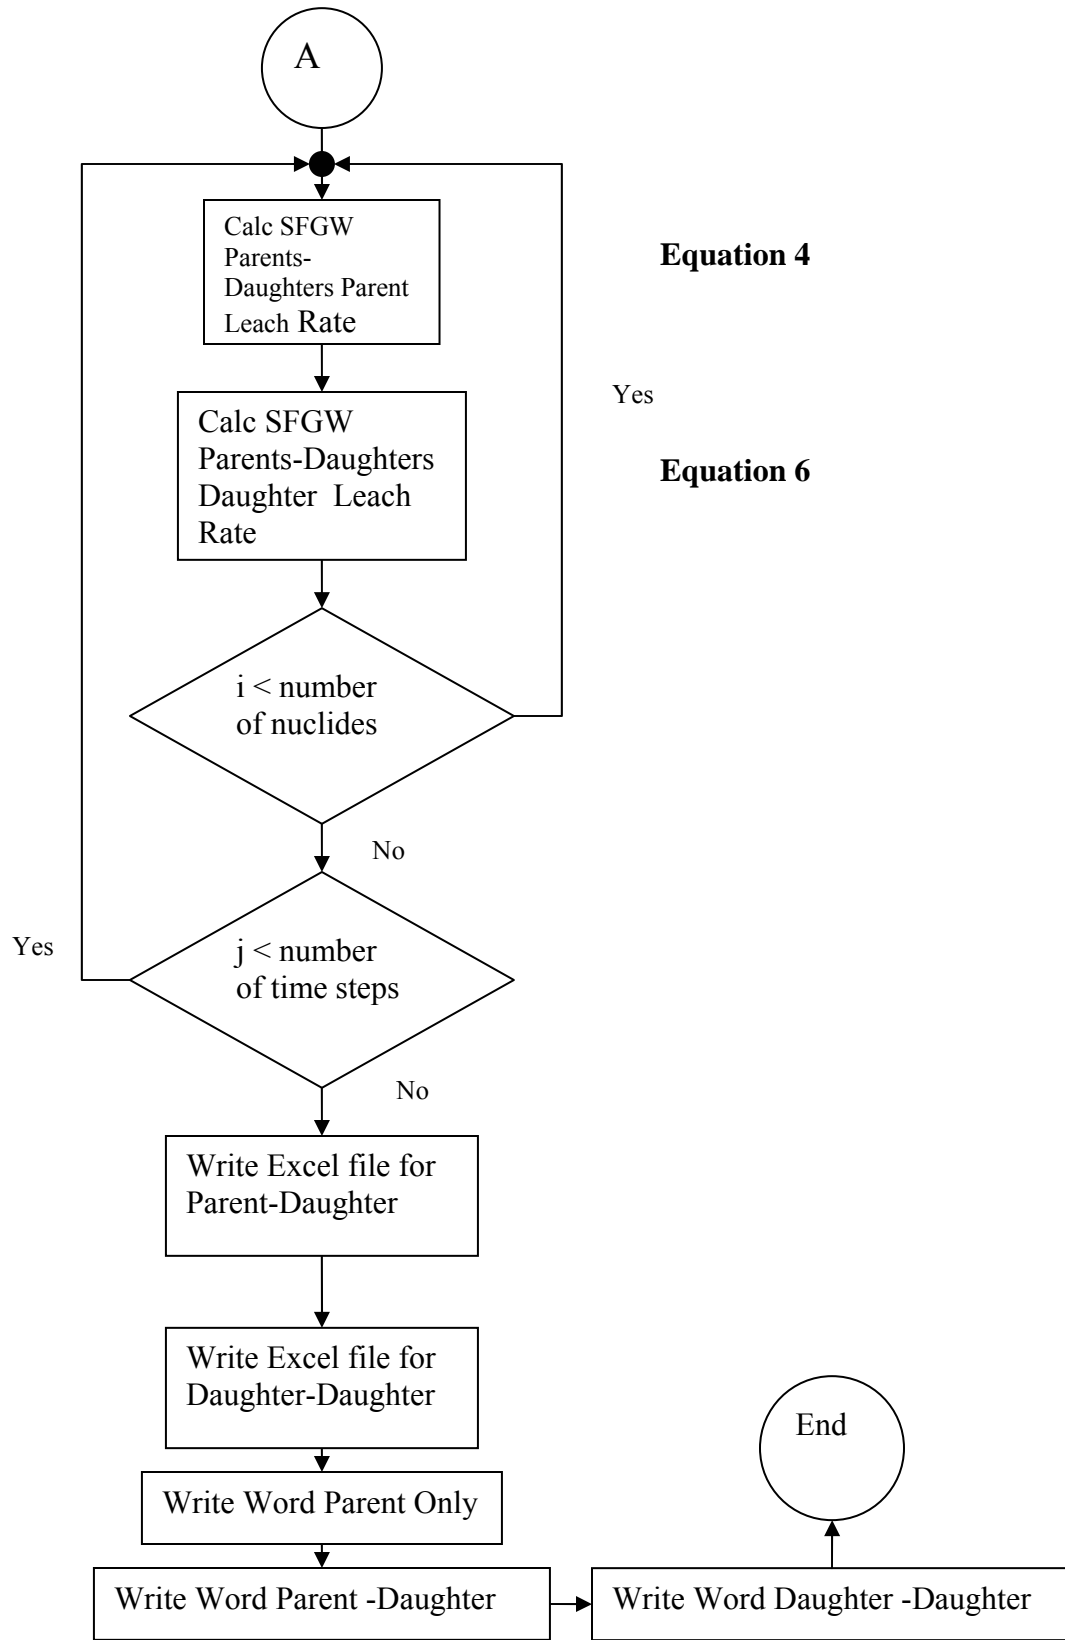 A
Calc SFGW
Parents-
Daughters Parent
Leach Rate
Equation 4
Yes
Calc SFGW
Parents-Daughters
Daughter  Leach
Rate
Equation 6
i < number
of nuclides
No
Yes
j < number
of time steps
No
Write Excel file for
Parent-Daughter
Write Excel file for
Daughter-Daughter
End
Write Word Parent Only
Write Word Parent -Daughter
Write Word Daughter -Daughter